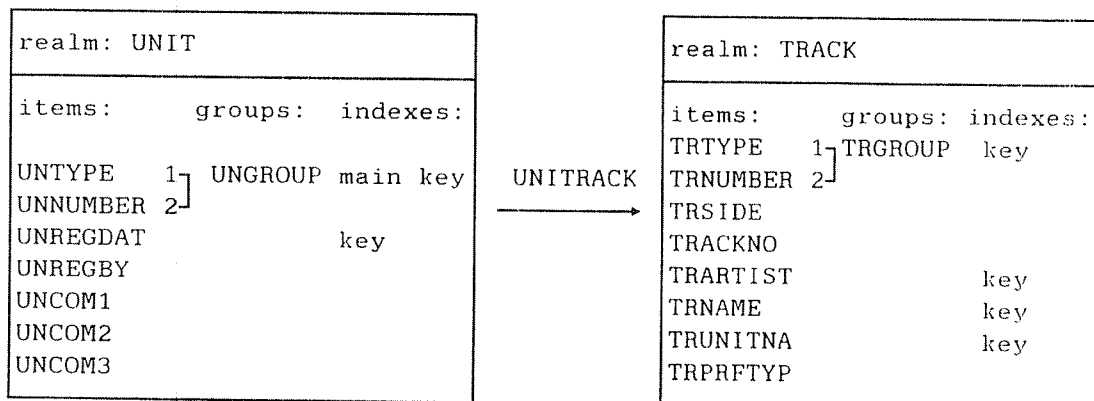 realm: UNIT
items: groups: indexes:
UNTYPE 1 UNGROUP main key
UNNUMBER 2
UNREGDAT key
UNREGBY
UNCOM1
UNCOM2
UNCOM3
UNITRACK
realm: TRACK
items: groups: indexes:
TRTYPE 1 TRGROUP key
TRNUMBER 2
TRSIDE
TRACKNO
TRARTIST key
TRNAME key
TRUNITNA key
TRPRFTYP